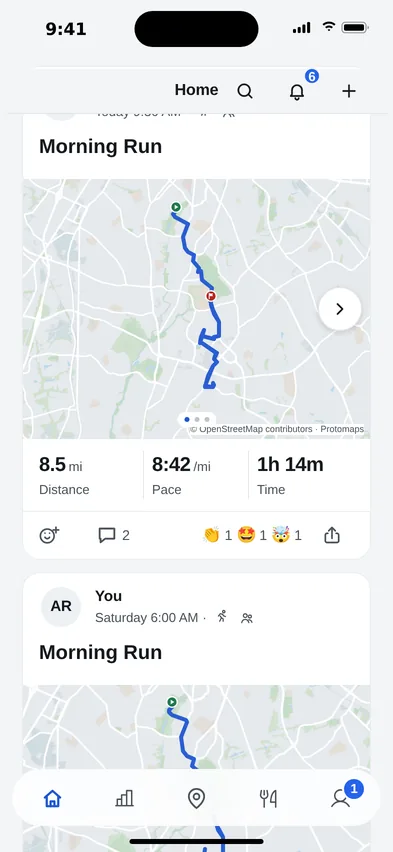 9:41
Home
6
Morning Run
© OpenStreetMap contributors · Protomaps
8.5 mi
8:42 /mi
1h 14m
Distance
Pace
Time
2
1
1
1
AR
You
Saturday 6:00 AM ·
Morning Run
1